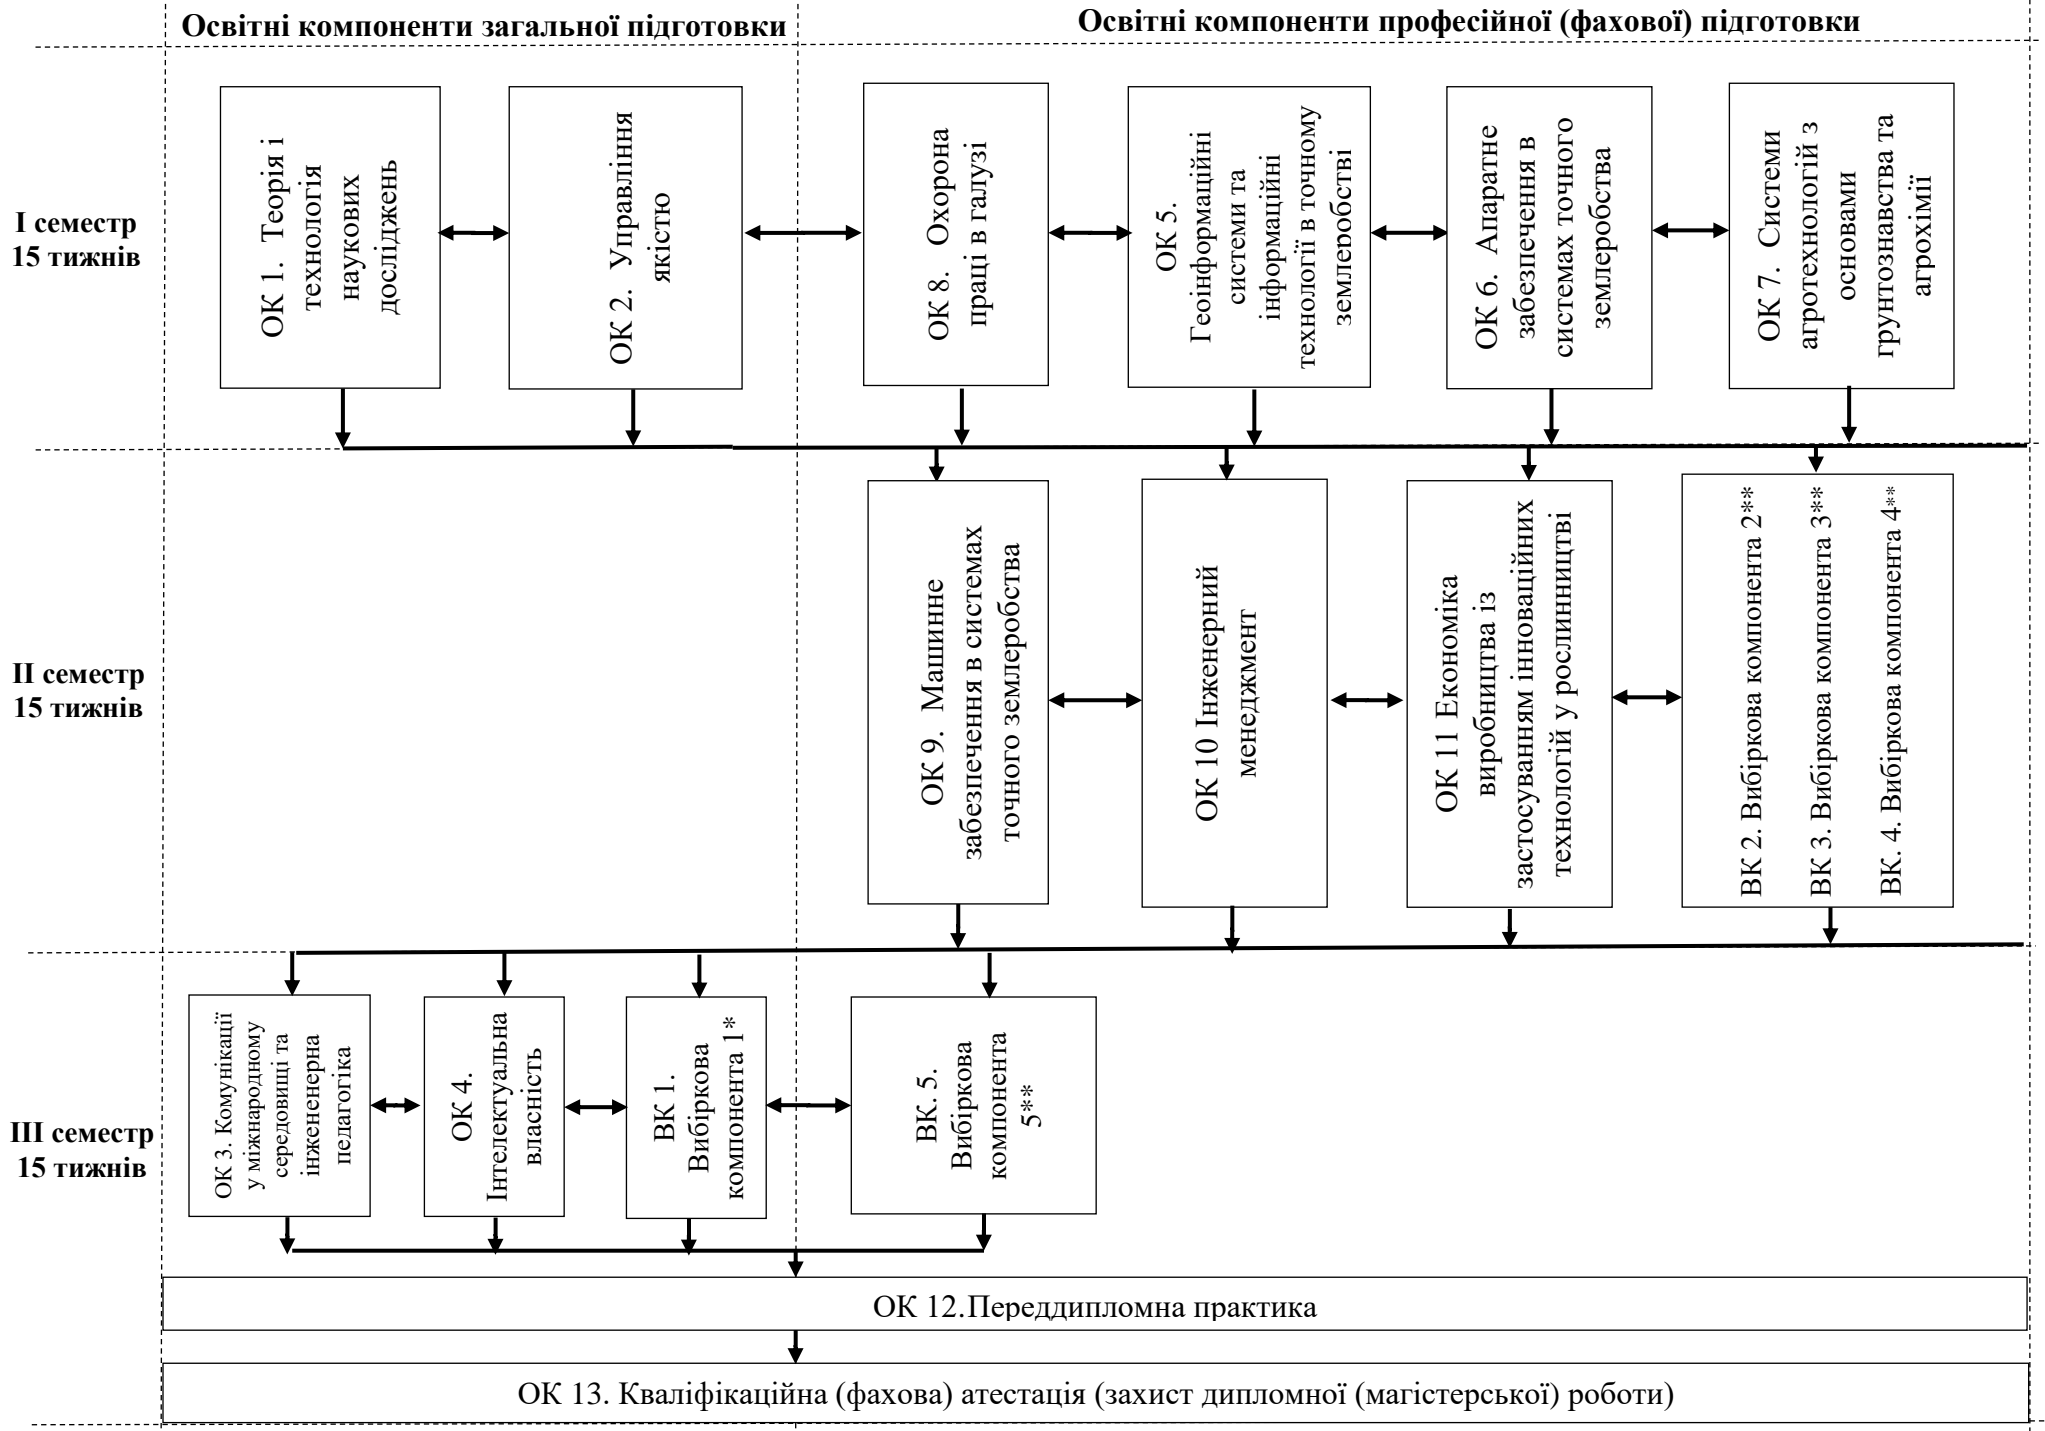 Освітні компоненти загальної підготовки
Освітні компоненти професійної (фахової) підготовки
І семестр
15 тижнів
ОК 1. Теорія і
технологія
наукових
досліджень
ОК 2. Управління
якістю
ОК 8. Охорона
праці в галузі
ОК 5.
Геоінформаційні
системи та
інформаційні
технології в точному
землеробстві
ОК 6. Апаратне
забезпечення в
системах точного
землеробства
ОК 7. Системи
агротехнологій з
основами
грунтознавства та
агрохімії
ІІ семестр
15 тижнів
ОК 9. Машинне
забезпечення в системах
точного землеробства
ОК 10 Інженерний
менеджмент
ОК 11 Економіка
виробництва із
застосуванням інноваційних
технологій у рослинництві
ВК 2. Вибіркова компонента 2**
ВК 3. Вибіркова компонента 3**
ВК. 4. Вибіркова компонента 4**
ІІІ семестр
15 тижнів
ОК 3. Комунікації
у міжнародному
середовищі та
інжененерна
педагогіка
ОК 4.
Інтелектуальна
власність
ВК 1.
Вибіркова
компонента 1*
ВК. 5.
Вибіркова
компонента
5**
ОК 12.Переддипломна практика
ОК 13. Кваліфікаційна (фахова) атестація (захист дипломної (магістерської) роботи)